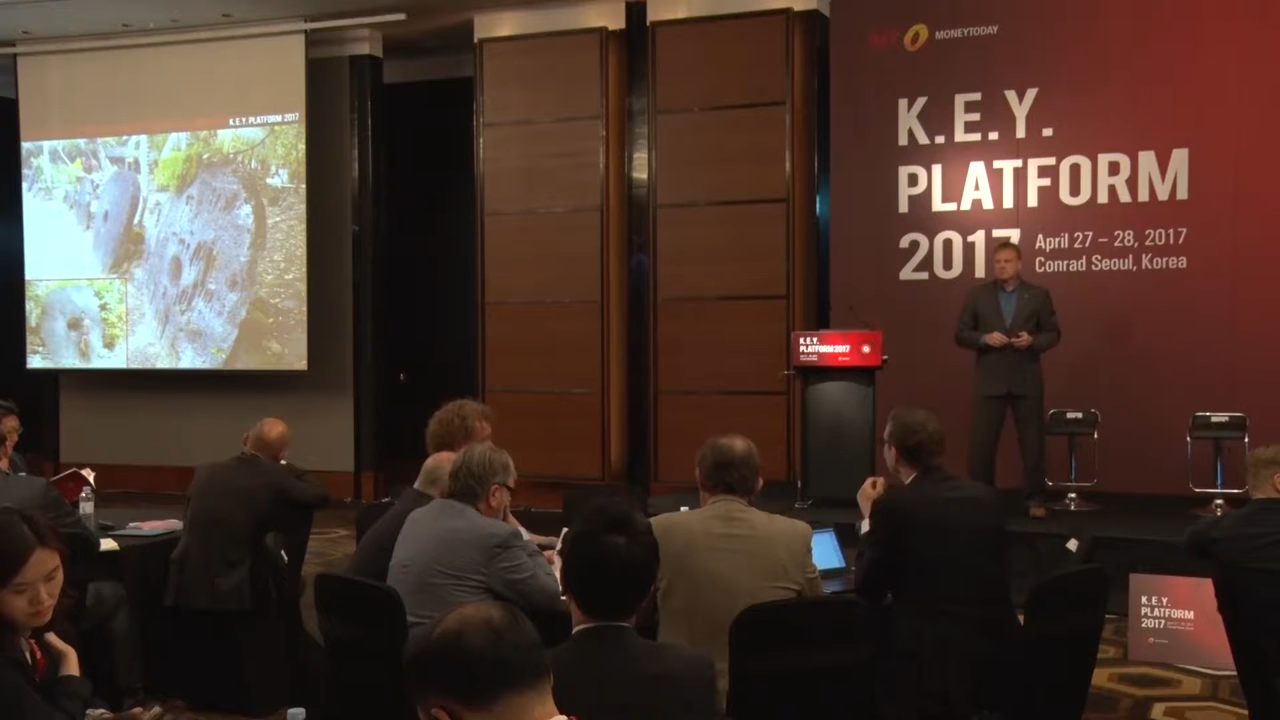 K.E.Y. PLATFORM 2017
MONEYTODAY
K.E.Y.
PLATFORM
2017
April 27 – 28, 2017
Conrad Seoul, Korea
K.E.Y.
PLATFORM 2017
K.E.Y.
PLATFORM
2017